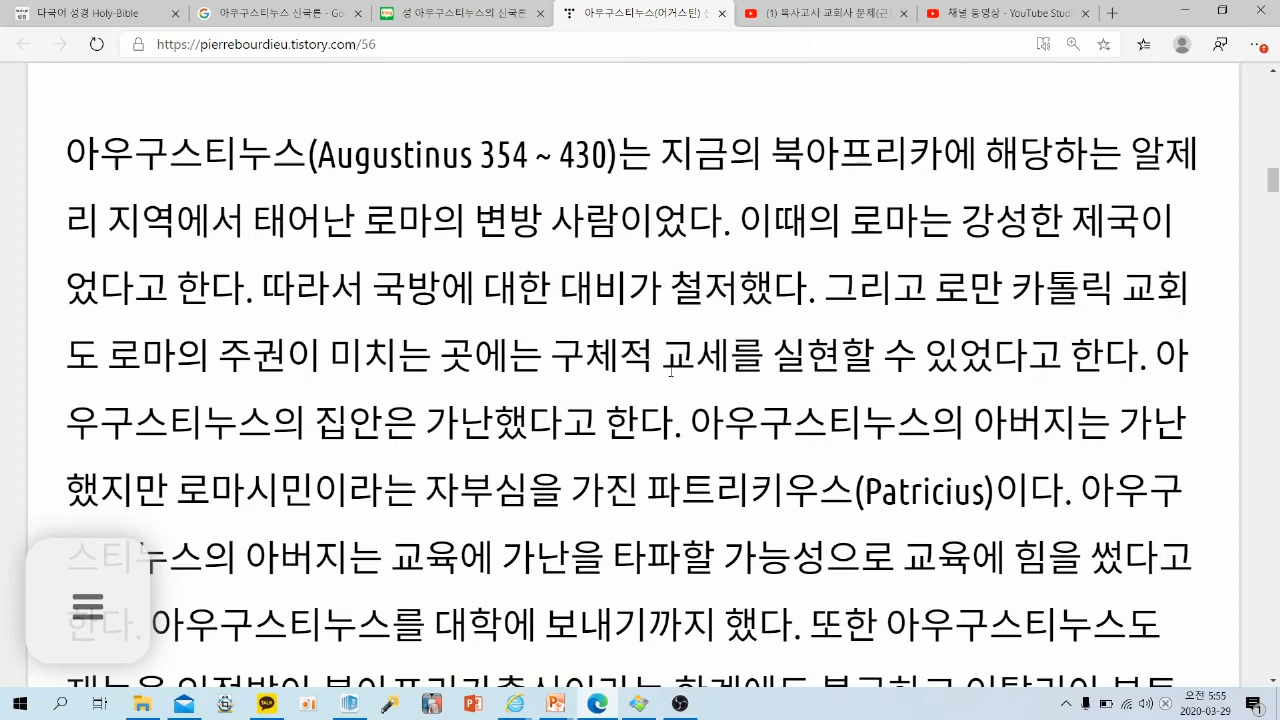 다국어 성경 Holy-Bible
아우구스티누스 신국론 - Go
성 아우구스티누스의 신국론
아우구스티누스(어거스틴) 신
(1) 목사고시 교회사 문제(근
채널 동영상 - YouTube Stud
https://pierrebourdieu.tistory.com/56
아우구스티누스(Augustinus 354 ~ 430)는 지금의 북아프리카에 해당하는 알제
리 지역에서 태어난 로마의 변방 사람이었다. 이때의 로마는 강성한 제국이
었다고 한다. 따라서 국방에 대한 대비가 철저했다. 그리고 로만 카톨릭 교회
도 로마의 주권이 미치는 곳에는 구체적 교세를 실현할 수 있었다고 한다. 아
우구스티누스의 집안은 가난했다고 한다. 아우구스티누스의 아버지는 가난
했지만 로마시민이라는 자부심을 가진 파트리키우스(Patricius)이다. 아우구
스티누스의 아버지는 교육에 가난을 타파할 가능성으로 교육에 힘을 썼다고
한다. 아우구스티누스를 대학에 보내기까지 했다. 또한 아우구스티누스도
오전 5:55
2020-03-29